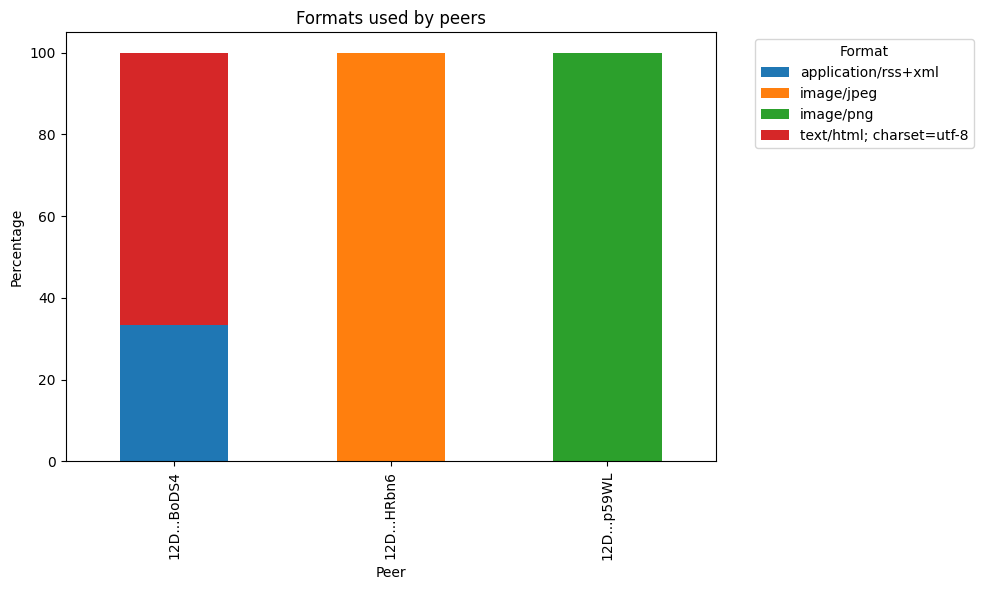 Formats used by peers
Percentage
100
80
60
40
20
0
12D...BoDS4
12D...HRbn6
12D...p59WL
Peer
Format
application/rss+xml
image/jpeg
image/png
text/html; charset=utf-8